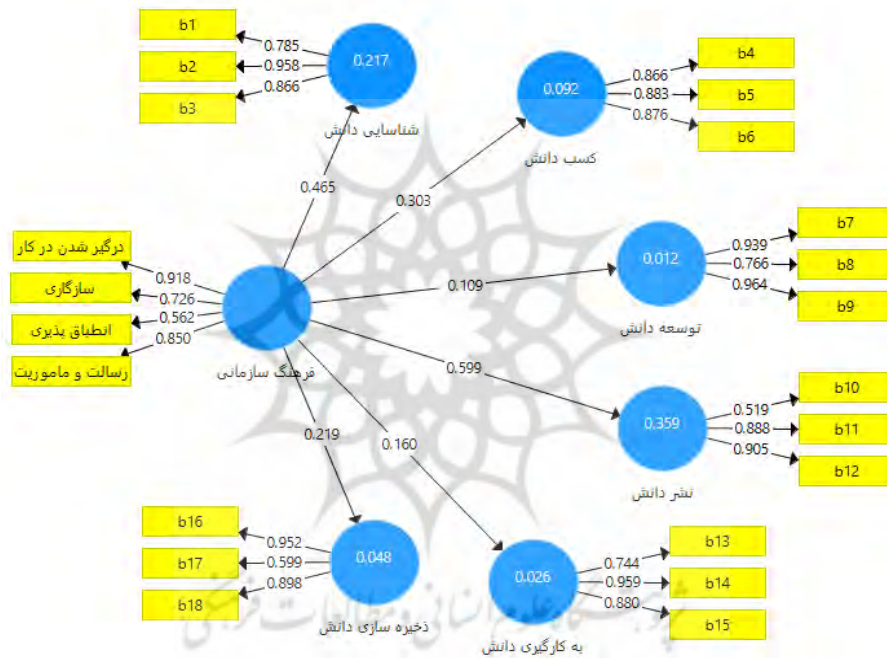 b1
0.785
b2
0.958
b3
0.866
0.217
شناسایی دانش
0.092
کسب دانش
b4
0.866
b5
0.883
b6
0.876
0.465
0.303
درگیر شدن در کار
0.918
سازگاری
0.726
انطباق پذیری
0.562
رسالت و ماموریت
0.850
فرهنگ سازمانی
0.109
0.012
توسعه دانش
b7
0.939
b8
0.766
b9
0.964
0.599
0.359
نشر دانش
b10
0.519
b11
0.888
b12
0.905
0.219
0.160
b16
0.952
b17
0.599
b18
0.898
0.048
ذخیره سازی دانش
0.026
به کارگیری دانش
b13
0.744
b14
0.959
b15
0.880
پژوهشگاه علوم انسانی و مطالعات فرهنگی